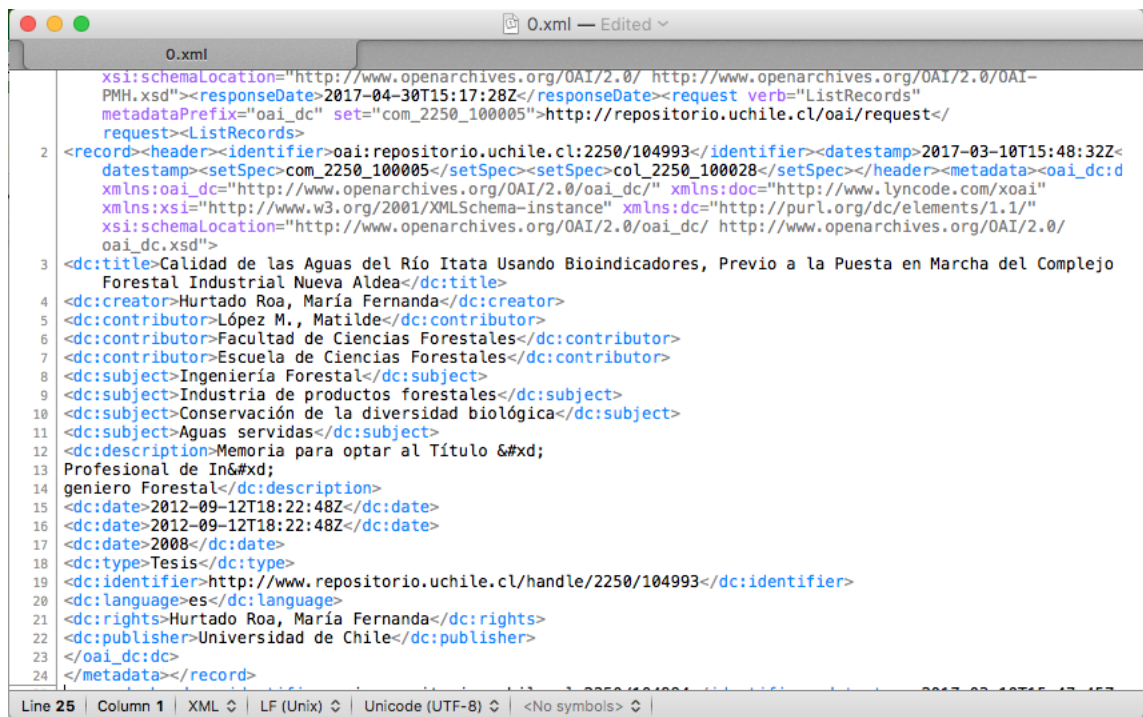 0.xml — Edited
0.xml
xsi:schemaLocation="http://www.openarchives.org/OAI/2.0/ http://www.openarchives.org/OAI/2.0/OAI-
PMH.xsd"><responseDate>2017-04-30T15:17:28Z</responseDate><request verb="ListRecords"
metadataPrefix="oai_dc" set="com_2250_100005">http://repositorio.uchile.cl/oai/request</
request><ListRecords>
2 <record><header><identifier>oai:repositorio.uchile.cl:2250/104993</identifier><datestamp>2017-03-10T15:48:32Z<
datestamp><setSpec>com_2250_100005</setSpec><setSpec>col_2250_100028</setSpec></header><metadata><oai_dc:d
xmlns:oai_dc="http://www.openarchives.org/OAI/2.0/oai_dc/" xmlns:doc="http://www.lyncode.com/xoai"
xmlns:xsi="http://www.w3.org/2001/XMLSchema-instance" xmlns:dc="http://purl.org/dc/elements/1.1/"
xsi:schemaLocation="http://www.openarchives.org/OAI/2.0/oai_dc/ http://www.openarchives.org/OAI/2.0/
oai_dc.xsd">
3 <dc:title>Calidad de las Aguas del Río Itata Usando Bioindicadores, Previo a la Puesta en Marcha del Complejo
Forestal Industrial Nueva Aldea</dc:title>
4 <dc:creator>Hurtado Roa, María Fernanda</dc:creator>
5 <dc:contributor>López M., Matilde</dc:contributor>
6 <dc:contributor>Facultad de Ciencias Forestales</dc:contributor>
7 <dc:contributor>Escuela de Ciencias Forestales</dc:contributor>
8 <dc:subject>Ingeniería Forestal</dc:subject>
9 <dc:subject>Industria de productos forestales</dc:subject>
10 <dc:subject>Conservación de la diversidad biológica</dc:subject>
11 <dc:subject>Aguas servidas</dc:subject>
12 <dc:description>Memoria para optar al Título &#xd;
13 Profesional de In&#xd;
14 geniero Forestal</dc:description>
15 <dc:date>2012-09-12T18:22:48Z</dc:date>
16 <dc:date>2012-09-12T18:22:48Z</dc:date>
17 <dc:date>2008</dc:date>
18 <dc:type>Tesis</dc:type>
19 <dc:identifier>http://www.repositorio.uchile.cl/handle/2250/104993</dc:identifier>
20 <dc:language>es</dc:language>
21 <dc:rights>Hurtado Roa, María Fernanda</dc:rights>
22 <dc:publisher>Universidad de Chile</dc:publisher>
23 </oai_dc:dc>
24 </metadata></record>
Line 25 Column 1 XML LF (Unix) Unicode (UTF-8) <No symbols>